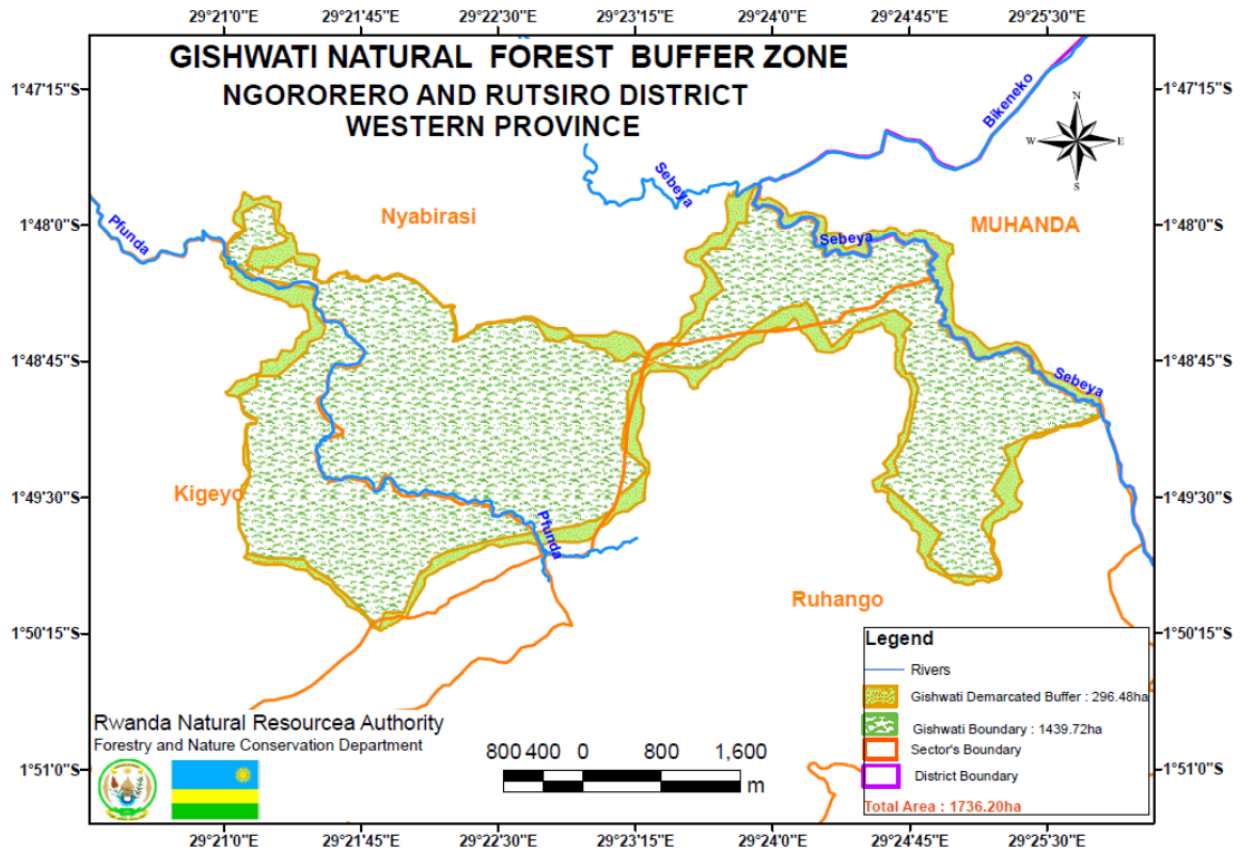 29°21'0"E 29°21'45"E 29°22'30"E 29°23'15"E 29°24'0"E 29°24'45"E 29°25'30"E
GISHWATI NATURAL FOREST BUFFER ZONE
NGORORERO AND RUTSIRO DISTRICT
WESTERN PROVINCE
1°47'15"S 1°47'15"S
Bikeneko
N
W E
S
Sebeya
Nyabirasi
MUHANDA
Pfunda
1°48'0"S 1°48'0"S
Sebeya
1°48'45"S 1°48'45"S
Sebeya
Kigeyo
1°49'30"S 1°49'30"S
Pfunda
Ruhango
1°50'15"S 1°50'15"S
Legend
Rivers
Gishwati Demarcated Buffer : 296.48ha
Gishwati Boundary : 1439.72ha
Sector's Boundary
District Boundary
Total Area : 1736.20ha
Rwanda Natural Resourcea Authority
Forestry and Nature Conservation Department
800 400 0 800 1,600
m
1°51'0"S 1°51'0"S
29°21'0"E 29°21'45"E 29°22'30"E 29°23'15"E 29°24'0"E 29°24'45"E 29°25'30"E